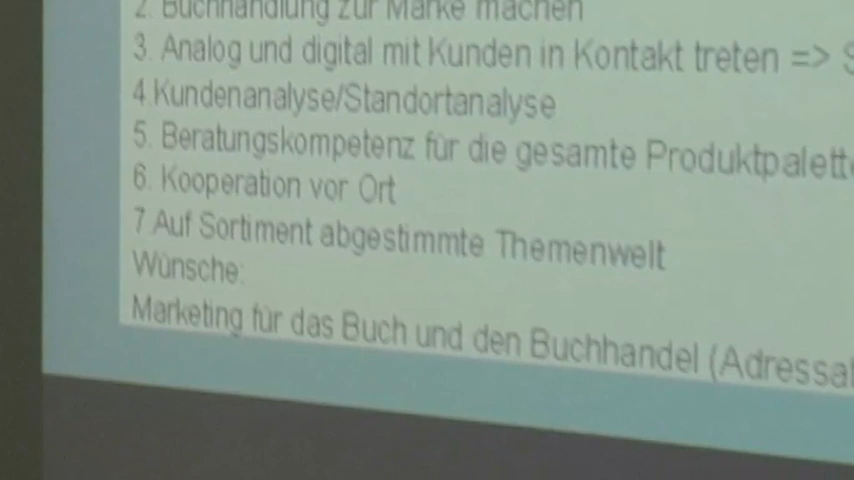 2. Buchhandlung zur Marke machen
3. Analog und digital mit Kunden in Kontakt treten =>
4.Kundenanalyse/Standortanalyse
5. Beratungskompetenz für die gesamte Produktpalette
6. Kooperation vor Ort
7.Auf Sortiment abgestimmte Themenwelt
Wünsche:
Marketing für das Buch und den Buchhandel (Adressat